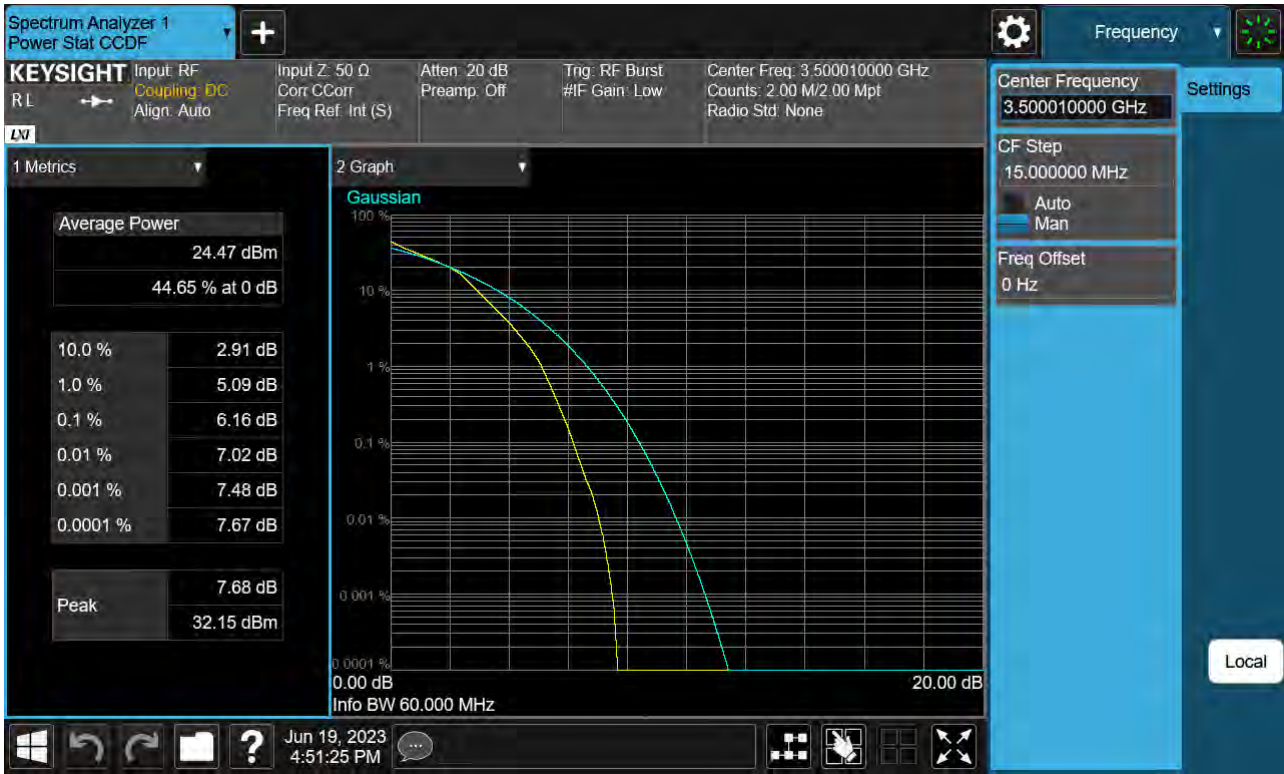 Spectrum Analyzer 1
Power Stat CCDF
+
Frequency
KEYSIGHT
RL
LXI
Input: RF
Coupling: DC
Align: Auto
Input Z: 50 Ω
Corr CCorr
Freq Ref: Int (S)
Atten: 20 dB
Preamp: Off
Trig: RF Burst
#IF Gain: Low
Center Freq: 3.500010000 GHz
Counts: 2.00 M/2.00 Mpt
Radio Std: None
1 Metrics
Average Power
24.47 dBm
44.65 % at 0 dB
10.0 % 2.91 dB
1.0 % 5.09 dB
0.1 % 6.16 dB
0.01 % 7.02 dB
0.001 % 7.48 dB
0.0001 % 7.67 dB
Peak
7.68 dB
32.15 dBm
2 Graph
Gaussian
100 %
10 %
1 %
0.1 %
0.01 %
0.001 %
0.0001 %
0.00 dB 20.00 dB
Info BW 60.000 MHz
Center Frequency
3.500010000 GHz
CF Step
15.000000 MHz
Auto
Man
Freq Offset
0 Hz
Settings
Local
?
Jun 19, 2023
4:51:25 PM